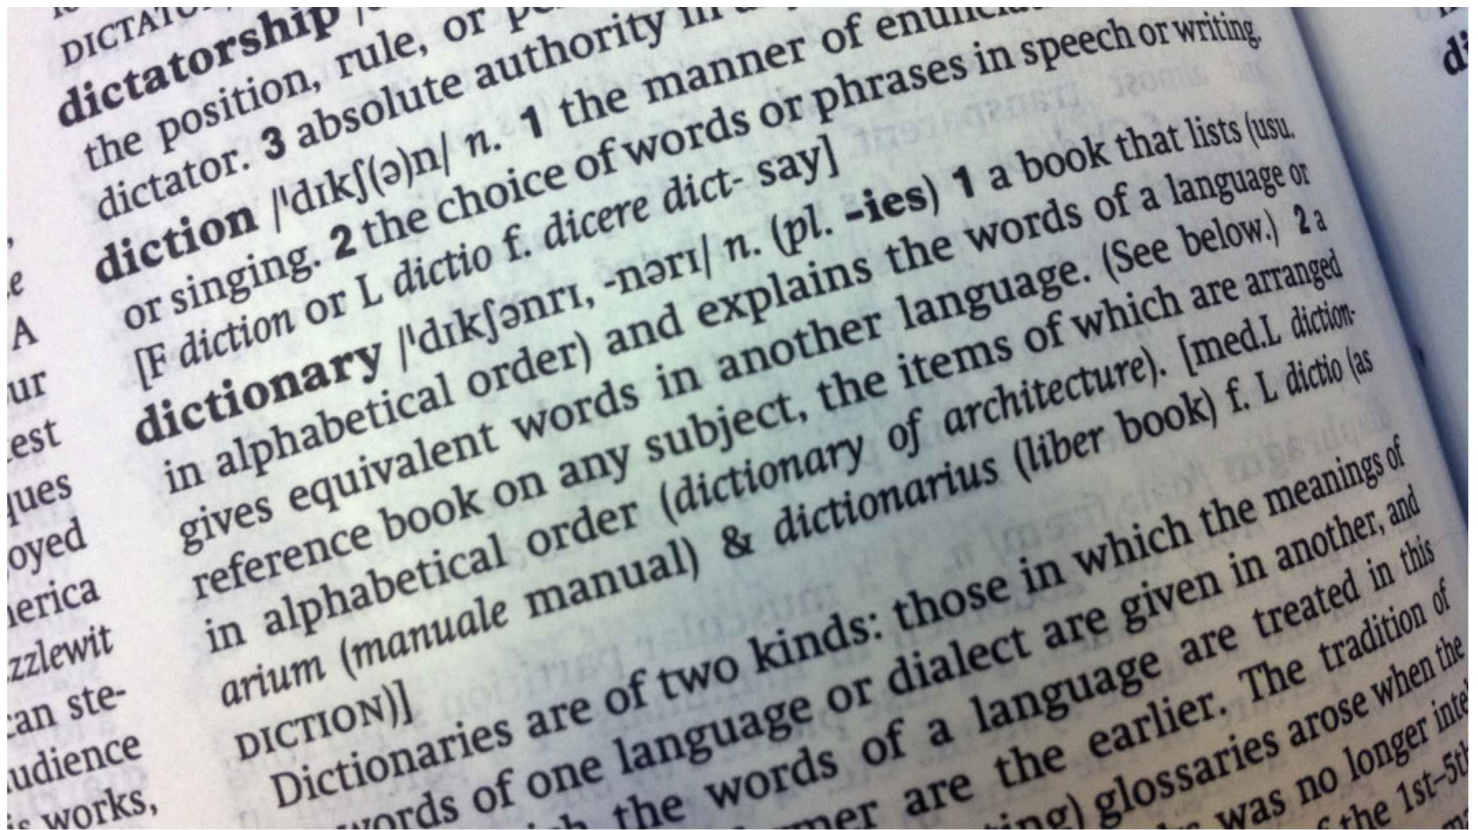 DICTATOR
dictatorship
the position, rule, or
dictator. 3 absolute authority in
diction /ˈdɪkʃ(ə)n/ n. 1 the manner of
or singing. 2 the choice of words or phrases in speech or writing.
[F diction or L dictio f. dicere dict- say]
dictionary /ˈdɪkʃənrɪ, -nərɪ/ n. (pl. -ies) 1 a book that lists (usu.
in alphabetical order) and explains the words of a language or
gives equivalent words in another language. (See below.) 2 a
reference book on any subject, the items of which are arranged
in alphabetical order (dictionary of architecture). [med.L diction-
arium (manuale manual) & dictionarius (liber book) f. L dictio (as
DICTION)]
Dictionaries are of two kinds: those in which the meanings of
words of one language or dialect are given in another, and
the words of a language are treated in this
are the earlier. The tradition of
glossaries arose when the
was no longer
the 1st–5th
A
ur
est
ques
oyed
erica
zzlewit
can ste-
udience
works,
di